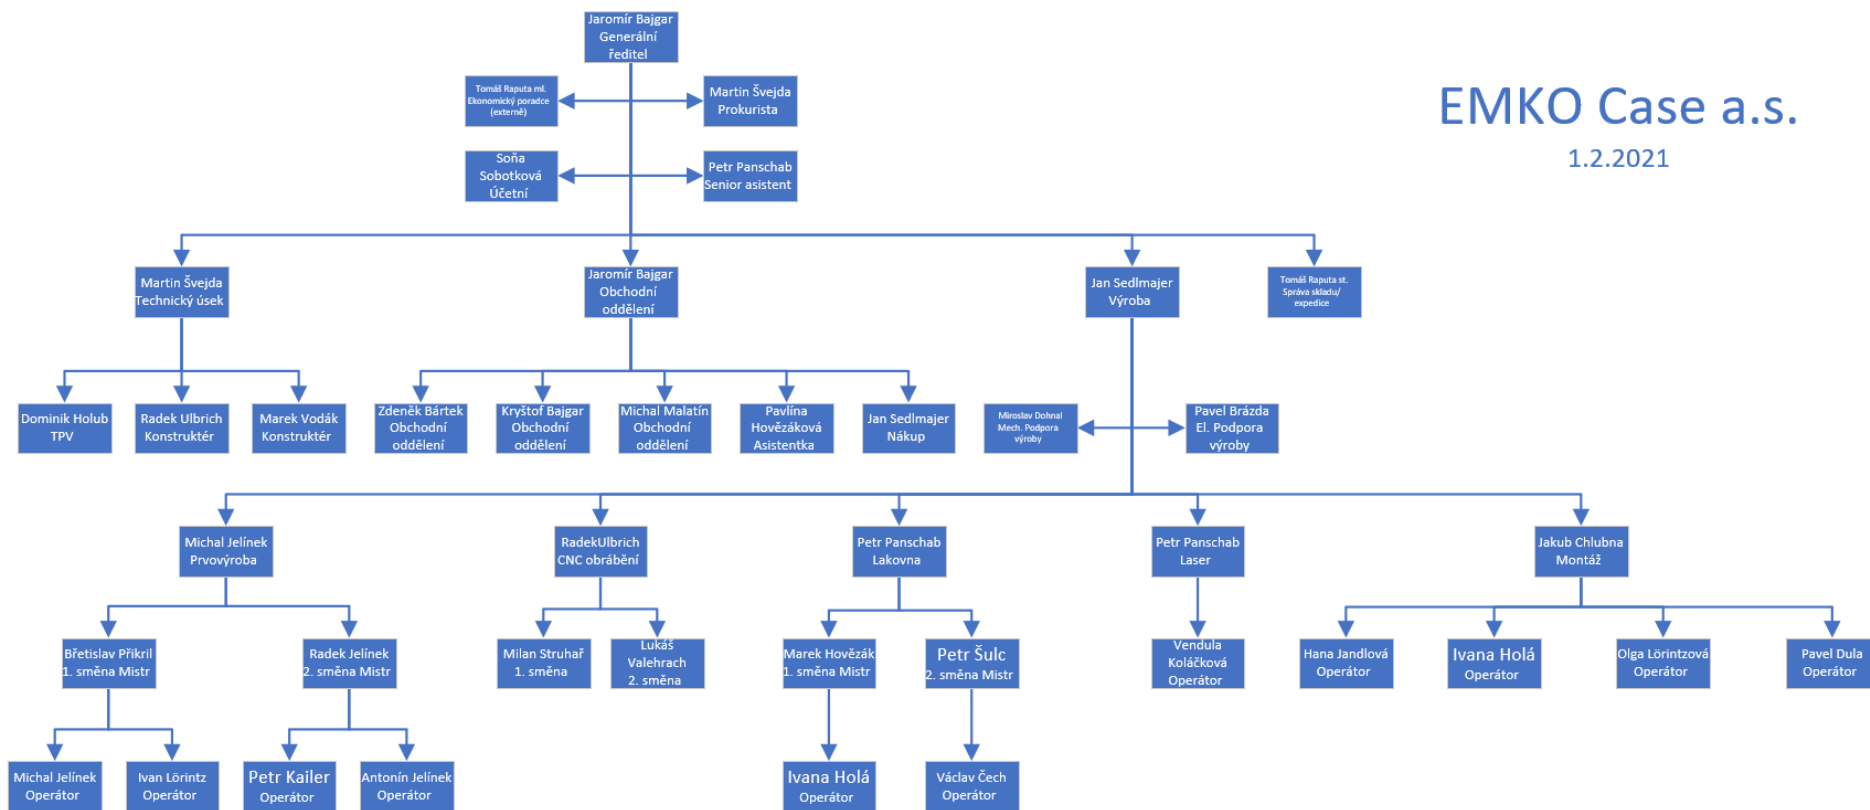 Jaromír Bajgar
Generální
ředitel
EMKO Case a.s.
1.2.2021
Tomáš Raputa ml.
Ekonomický poradce
(externě)
Martin Švejda
Prokurista
Soňa
Sobotková
Účetní
Petr Panschab
Senior asistent
Martin Švejda
Technický úsek
Jaromír Bajgar
Obchodní
oddělení
Jan Sedlmajer
Výroba
Tomáš Raputa st.
Správa skladu/
expedice
Dominik Holub
TPV
Radek Ulbrich
Konstruktér
Marek Vodák
Konstruktér
Zdeněk Bártek
Obchodní
oddělení
Kryštof Bajgar
Obchodní
oddělení
Michal Malatín
Obchodní
oddělení
Pavlína
Hovězáková
Asistentka
Jan Sedlmajer
Nákup
Miroslav Dohnal
Mech. Podpora
výroby
Pavel Brázda
El. Podpora
výroby
Michal Jelínek
Prvovýroba
RadekUlbrich
CNC obrábění
Petr Panschab
Lakovna
Petr Panschab
Laser
Jakub Chlubna
Montáž
Břetislav Přikril
1. směna Mistr
Radek Jelínek
2. směna Mistr
Milan Struhař
1. směna
Lukáš
Valehrach
2. směna
Marek Hovězák
1. směna Mistr
Petr Šulc
2. směna Mistr
Vendula
Koláčková
Operátor
Hana Jandlová
Operátor
Ivana Holá
Operátor
Olga Lörintzová
Operátor
Pavel Dula
Operátor
Michal Jelínek
Operátor
Ivan Lörintz
Operátor
Petr Kailer
Operátor
Antonín Jelínek
Operátor
Ivana Holá
Operátor
Václav Čech
Operátor